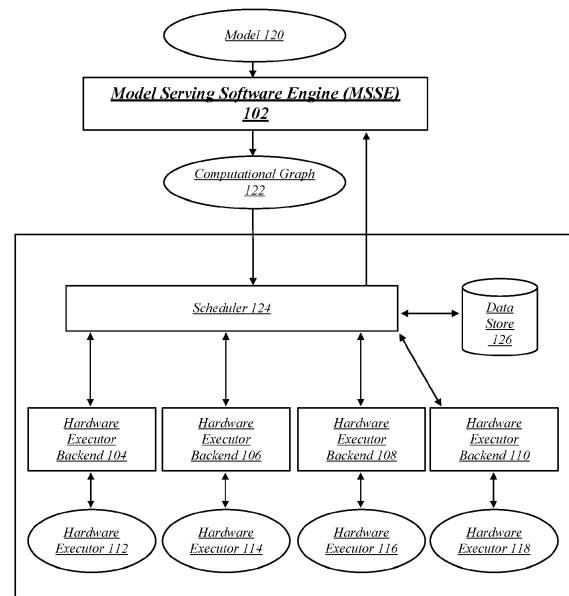 Model 120
Model Serving Software Engine (MSSE)
102
Computational Graph
122
Scheduler 124
Data
Store
126
Hardware
Executor
Backend 104
Hardware
Executor
Backend 106
Hardware
Executor
Backend 108
Hardware
Executor
Backend 110
Hardware
Executor 112
Hardware
Executor 114
Hardware
Executor 116
Hardware
Executor 118